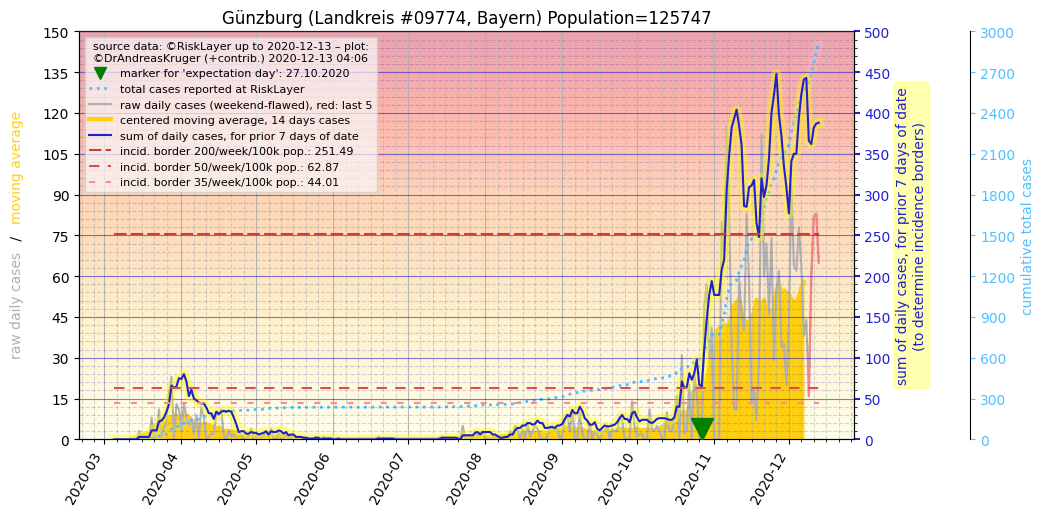 Günzburg (Landkreis #09774, Bayern) Population=125747
source data: ©RiskLayer up to 2020-12-13 – plot:
©DrAndreasKruger (+contrib.) 2020-12-13 04:06
marker for 'expectation day': 27.10.2020
total cases reported at RiskLayer
raw daily cases (weekend-flawed), red: last 5
centered moving average, 14 days cases
sum of daily cases, for prior 7 days of date
incid. border 200/week/100k pop.: 251.49
incid. border 50/week/100k pop.: 62.87
incid. border 35/week/100k pop.: 44.01
raw daily cases / moving average
150
135
120
105
90
75
60
45
30
15
0
2020-03
2020-04
2020-05
2020-06
2020-07
2020-08
2020-09
2020-10
2020-11
2020-12
500
450
400
350
300
250
200
150
100
50
0
sum of daily cases, for prior 7 days of date
(to determine incidence borders)
3000
2700
2400
2100
1800
1500
1200
900
600
300
0
cumulative total cases